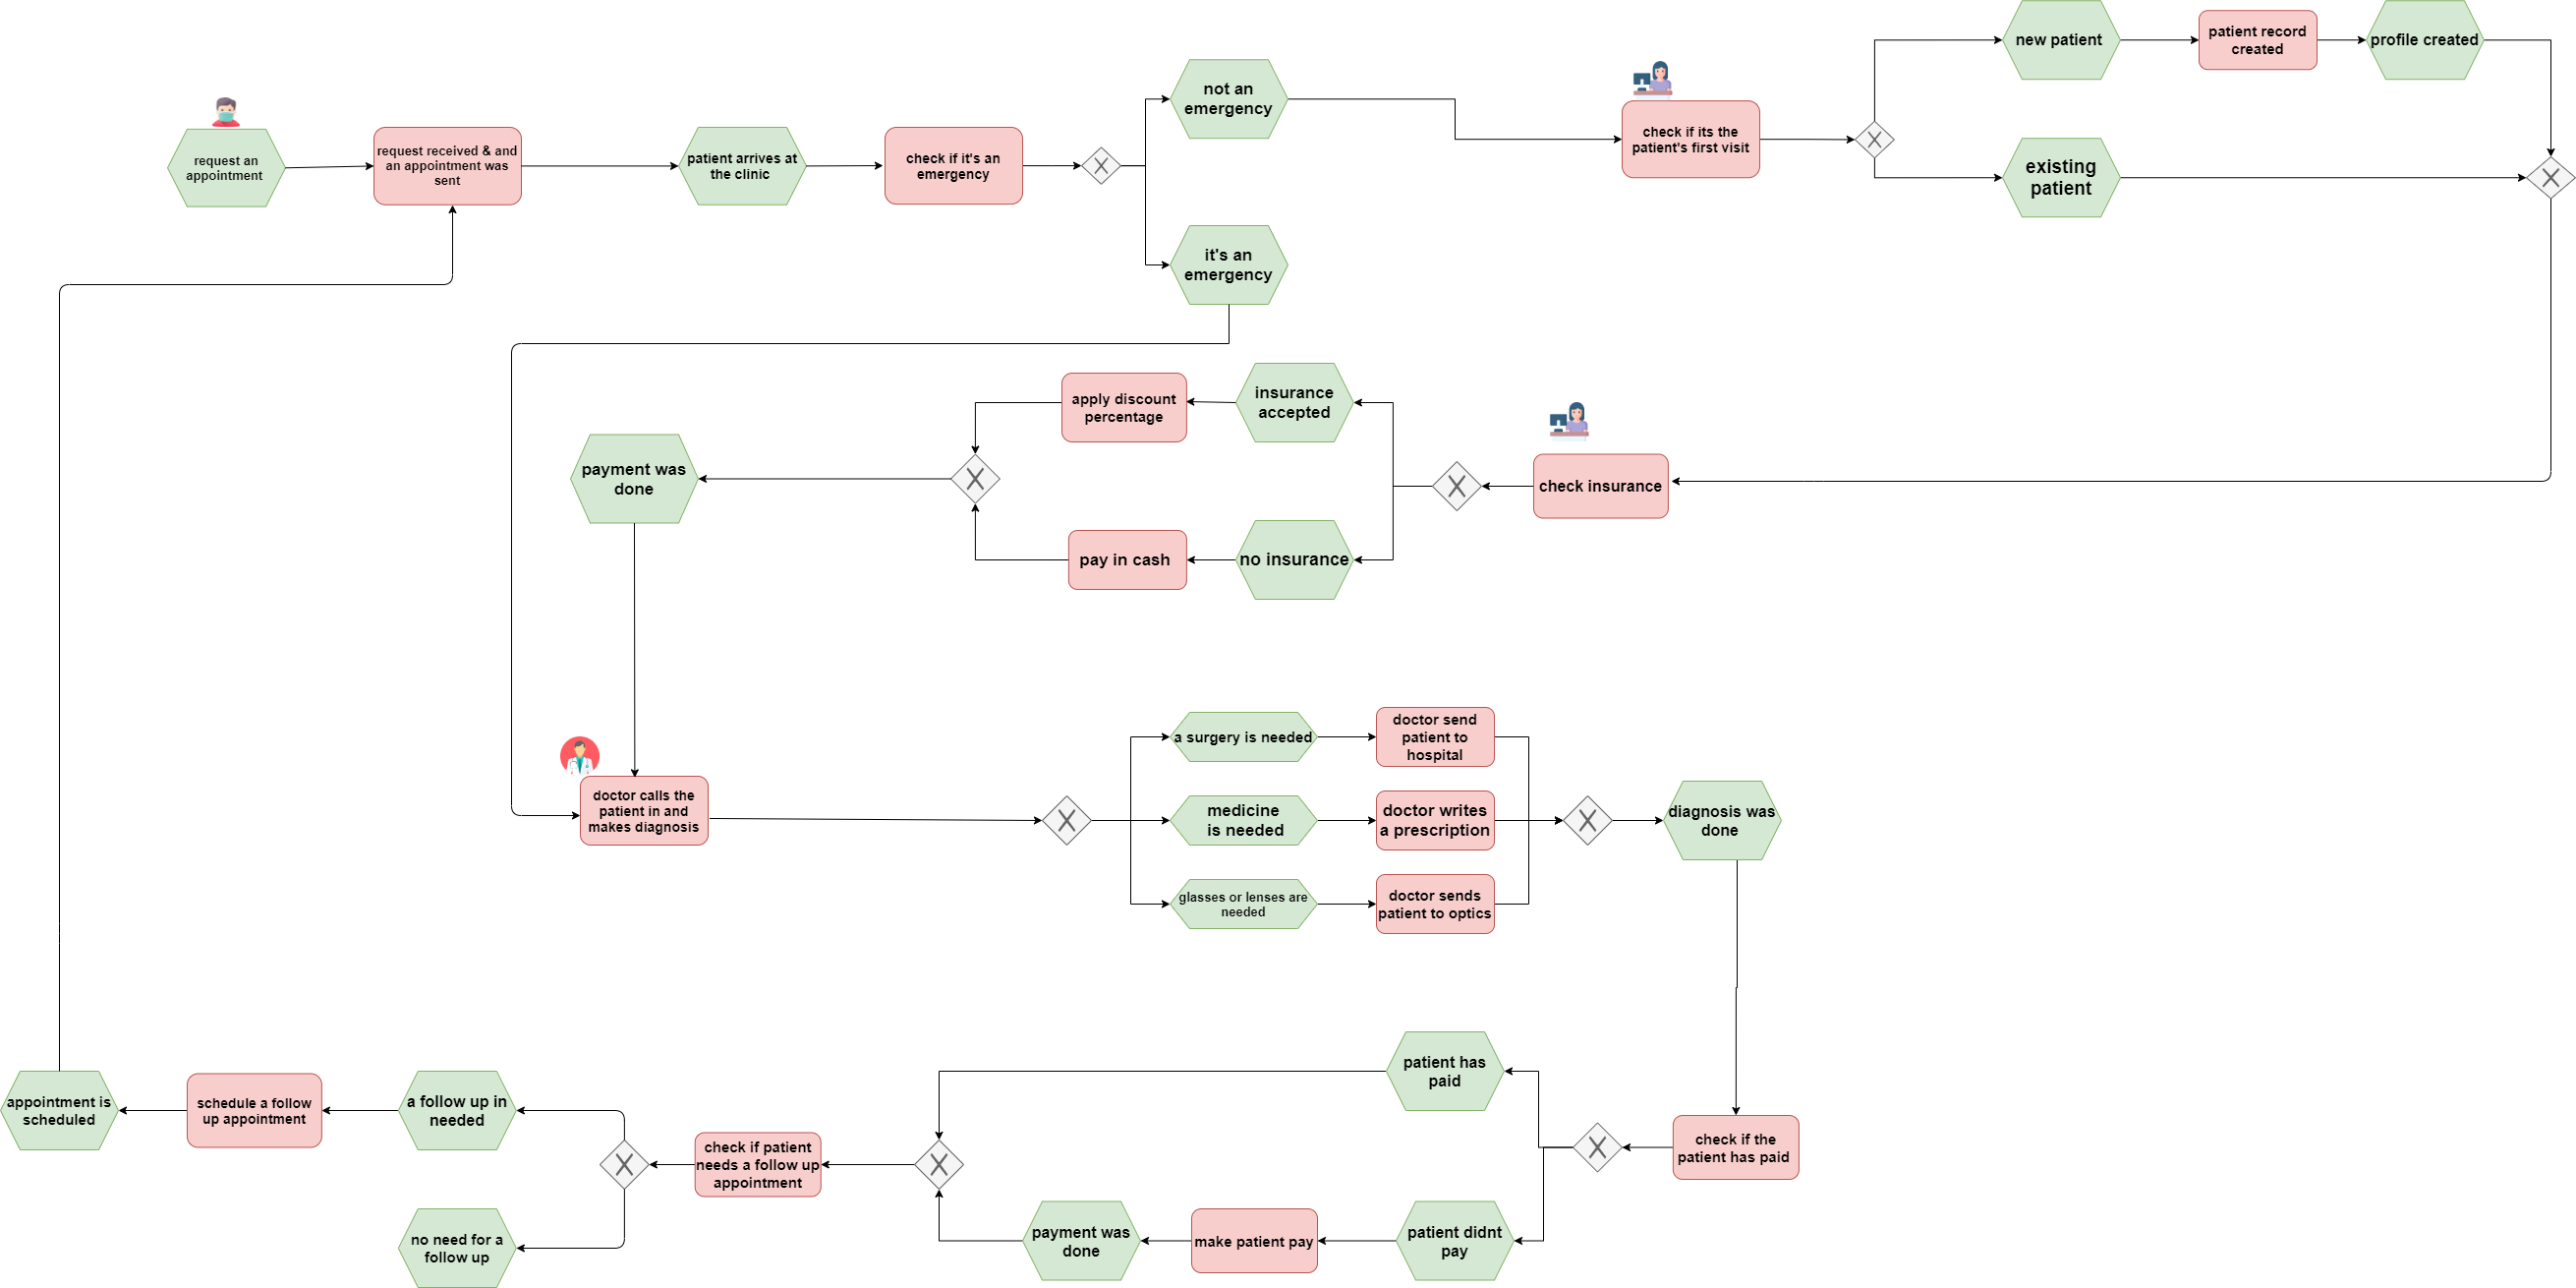 request an
appointment
request received & and
an appointment was
sent
patient arrives at
the clinic
check if it's an
emergency
X
not an
emergency
it's an
emergency
check if its the
patient's first visit
X
new patient
patient record
created
profile created
existing
patient
X
check insurance
X
insurance
accepted
apply discount
percentage
no insurance
pay in cash
X
payment was
done
doctor calls the
patient in and
makes diagnosis
X
a surgery is needed
doctor send
patient to
hospital
medicine
is needed
doctor writes
a prescription
glasses or lenses are
needed
doctor sends
patient to optics
X
diagnosis was
done
check if the
patient has paid
X
patient has
paid
patient didnt
pay
make patient pay
payment was
done
X
check if patient
needs a follow up
appointment
X
a follow up in
needed
schedule a follow
up appointment
appointment is
scheduled
no need for a
follow up